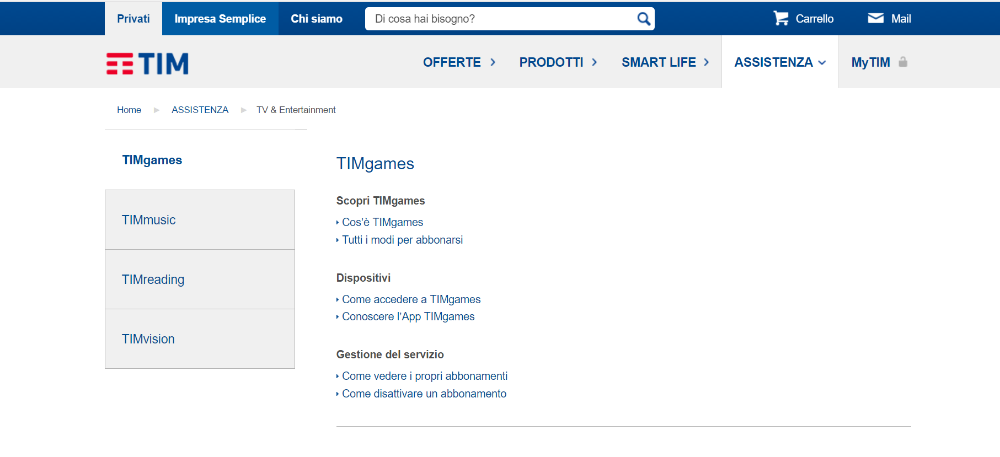 Privati Impresa Semplice Chi siamo Di cosa hai bisogno? Carrello Mail
TIM OFFERTE PRODOTTI SMART LIFE ASSISTENZA MyTIM
Home ASSISTENZA TV & Entertainment
TIMgames
TIMmusic
TIMreading
TIMvision
TIMgames
Scopri TIMgames
Cos’è TIMgames
Tutti i modi per abbonarsi
Dispositivi
Come accedere a TIMgames
Conoscere l’App TIMgames
Gestione del servizio
Come vedere i propri abbonamenti
Come disattivare un abbonamento